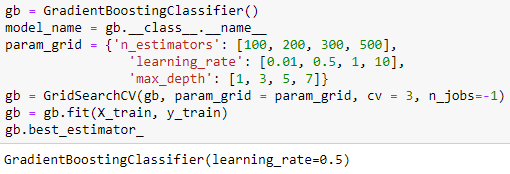 gb = GradientBoostingClassifier()
model_name = gb.__class__.__name__
param_grid = {'n_estimators': [100, 200, 300, 500],
              'learning_rate': [0.01, 0.5, 1, 10],
              'max_depth': [1, 3, 5, 7]}
gb = GridSearchCV(gb, param_grid = param_grid, cv = 3, n_jobs=-1)
gb = gb.fit(X_train, y_train)
gb.best_estimator_
GradientBoostingClassifier(learning_rate=0.5)